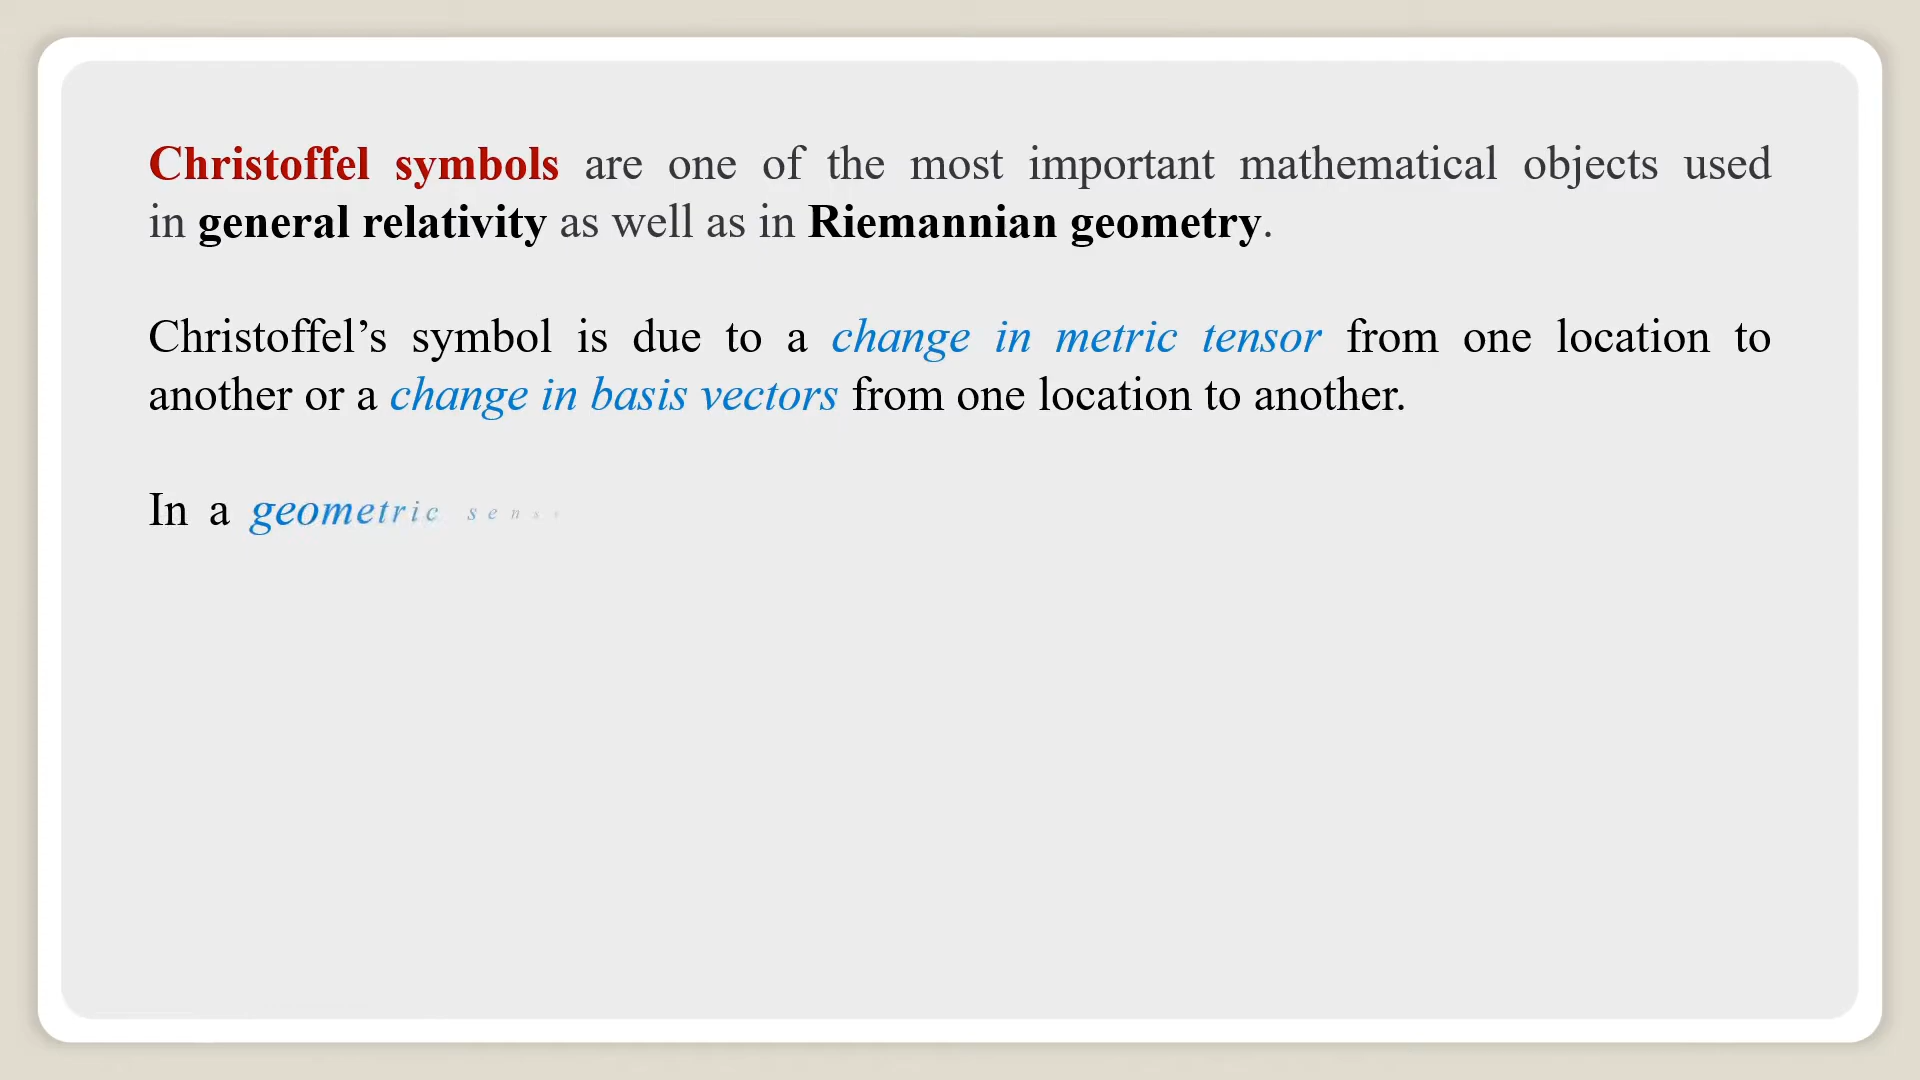 Christoffel symbols are one of the most important mathematical objects used
in general relativity as well as in Riemannian geometry.
Christoffel’s symbol is due to a change in metric tensor from one location to
another or a change in basis vectors from one location to another.
In a geometric